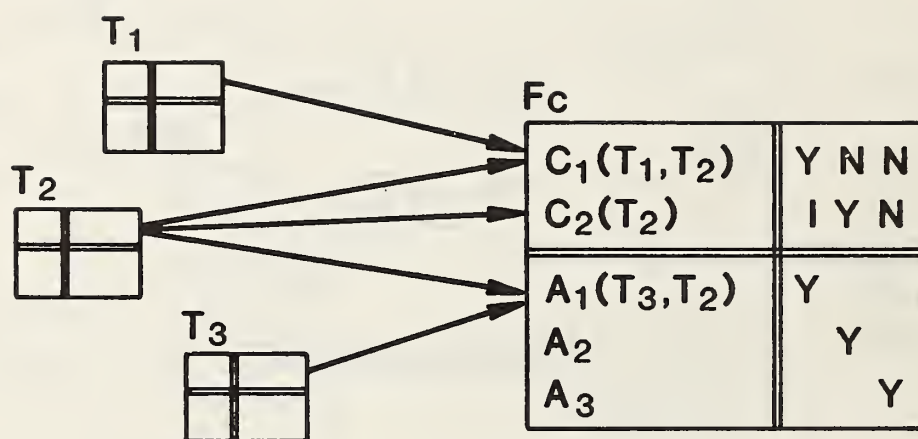 T1
Fc
C1(T1,T2) Y N N
T2
C2(T2) I Y N
A1(T3,T2) Y
T3
A2 Y
A3 Y